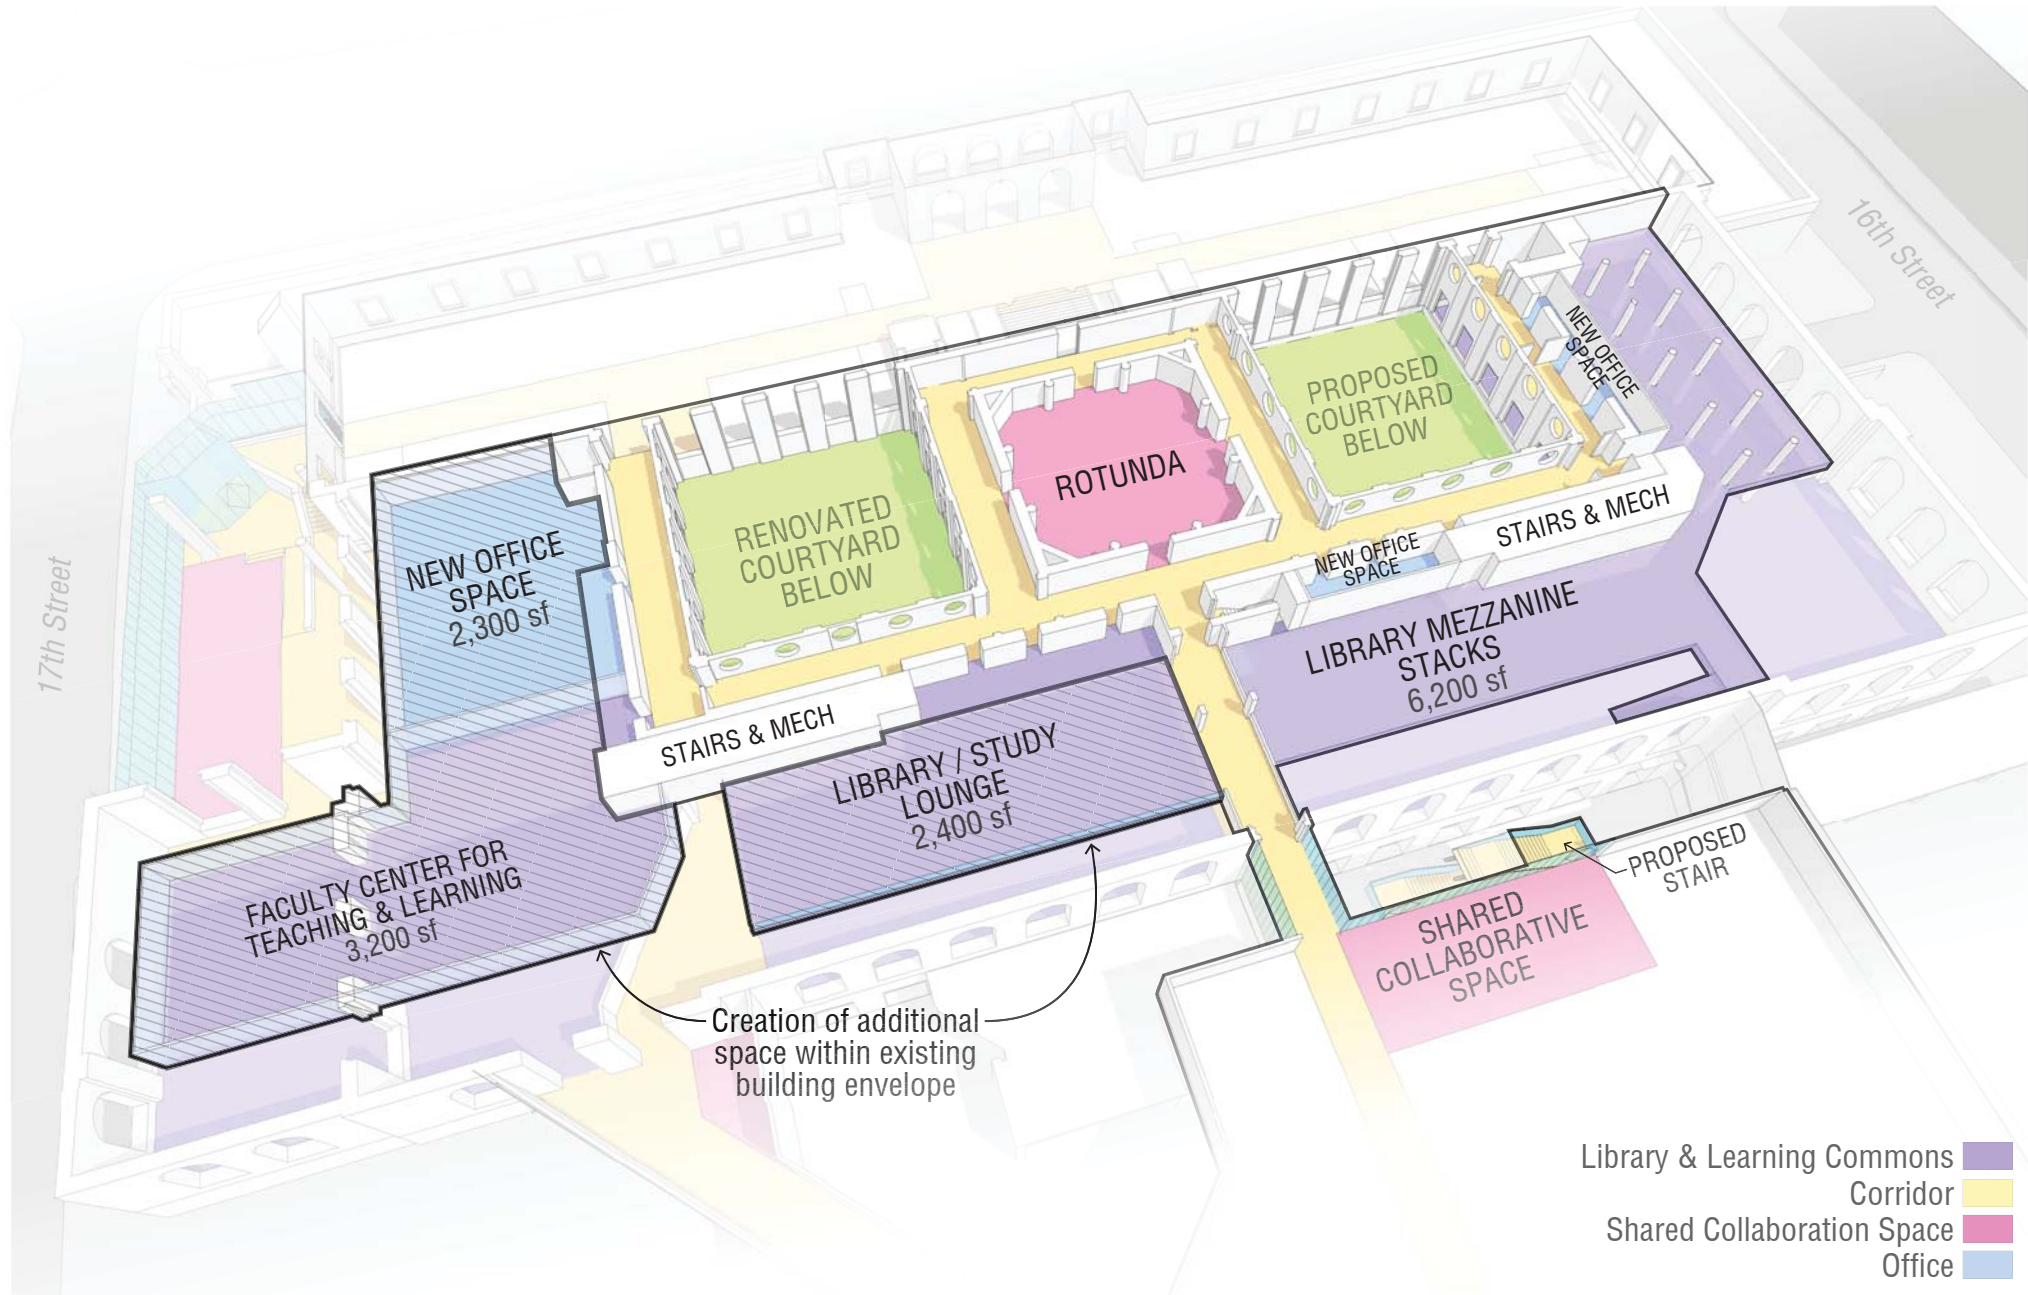 16th Street
NEW OFFICE
SPACE
PROPOSED
COURTYARD
BELOW
ROTUNDA
RENOVATED
COURTYARD
BELOW
STAIRS & MECH
NEW OFFICE
SPACE
NEW OFFICE
SPACE
2,300 sf
17th Street
LIBRARY MEZZANINE
STACKS
6,200 sf
STAIRS & MECH
LIBRARY / STUDY
LOUNGE
2,400 sf
FACULTY CENTER FOR
TEACHING & LEARNING
3,200 sf
PROPOSED
STAIR
SHARED
COLLABORATIVE
SPACE
Creation of additional
space within existing
building envelope
Library & Learning Commons
Corridor
Shared Collaboration Space
Office